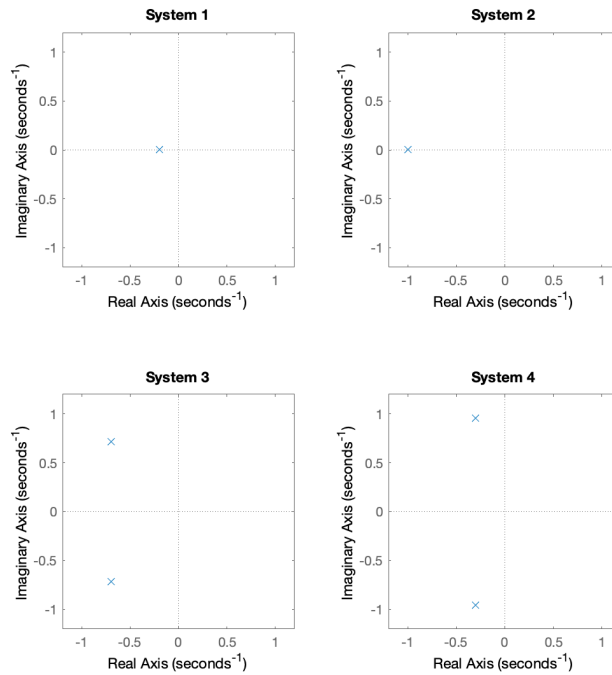 System 1
Imaginary Axis (seconds⁻¹)
1
0.5
0
-0.5
-1
-1 -0.5 0 0.5 1
Real Axis (seconds⁻¹)
System 2
Imaginary Axis (seconds⁻¹)
1
0.5
0
-0.5
-1
-1 -0.5 0 0.5 1
Real Axis (seconds⁻¹)
System 3
Imaginary Axis (seconds⁻¹)
1
0.5
0
-0.5
-1
-1 -0.5 0 0.5 1
Real Axis (seconds⁻¹)
System 4
Imaginary Axis (seconds⁻¹)
1
0.5
0
-0.5
-1
-1 -0.5 0 0.5 1
Real Axis (seconds⁻¹)